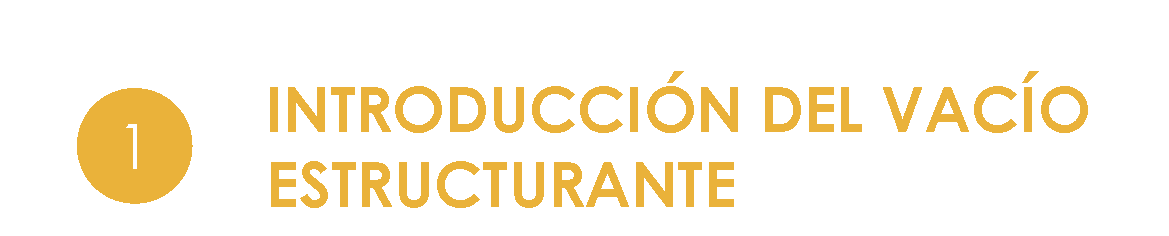 1
INTRODUCCIÓN DEL VACÍO
ESTRUCTURANTE